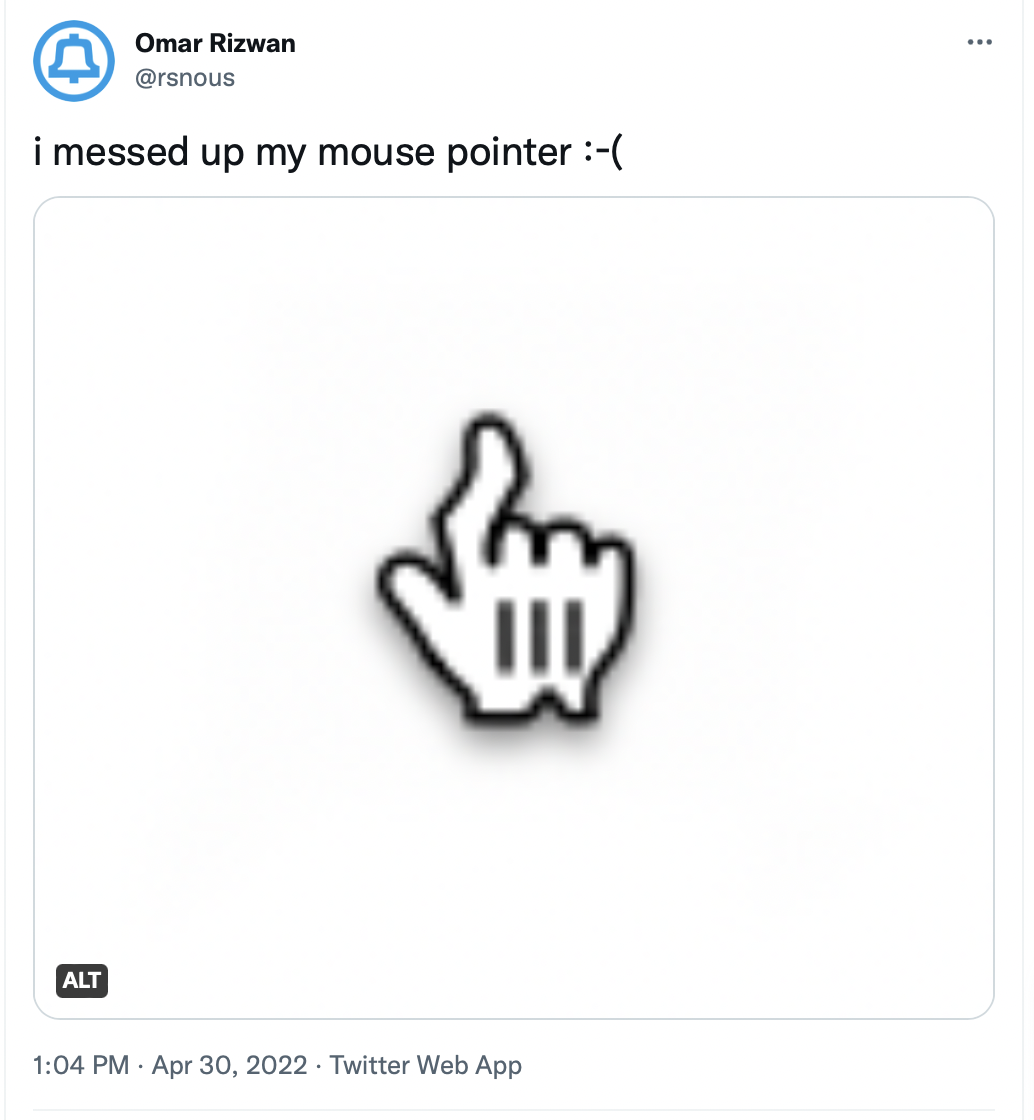 Omar Rizwan
@rsnous
i messed up my mouse pointer :-(
ALT
1:04 PM · Apr 30, 2022 · Twitter Web App